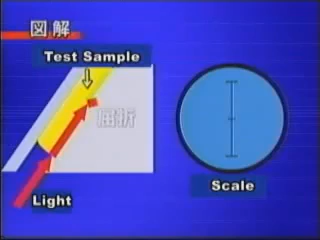 図解
Test Sample
屈折
Light
Scale